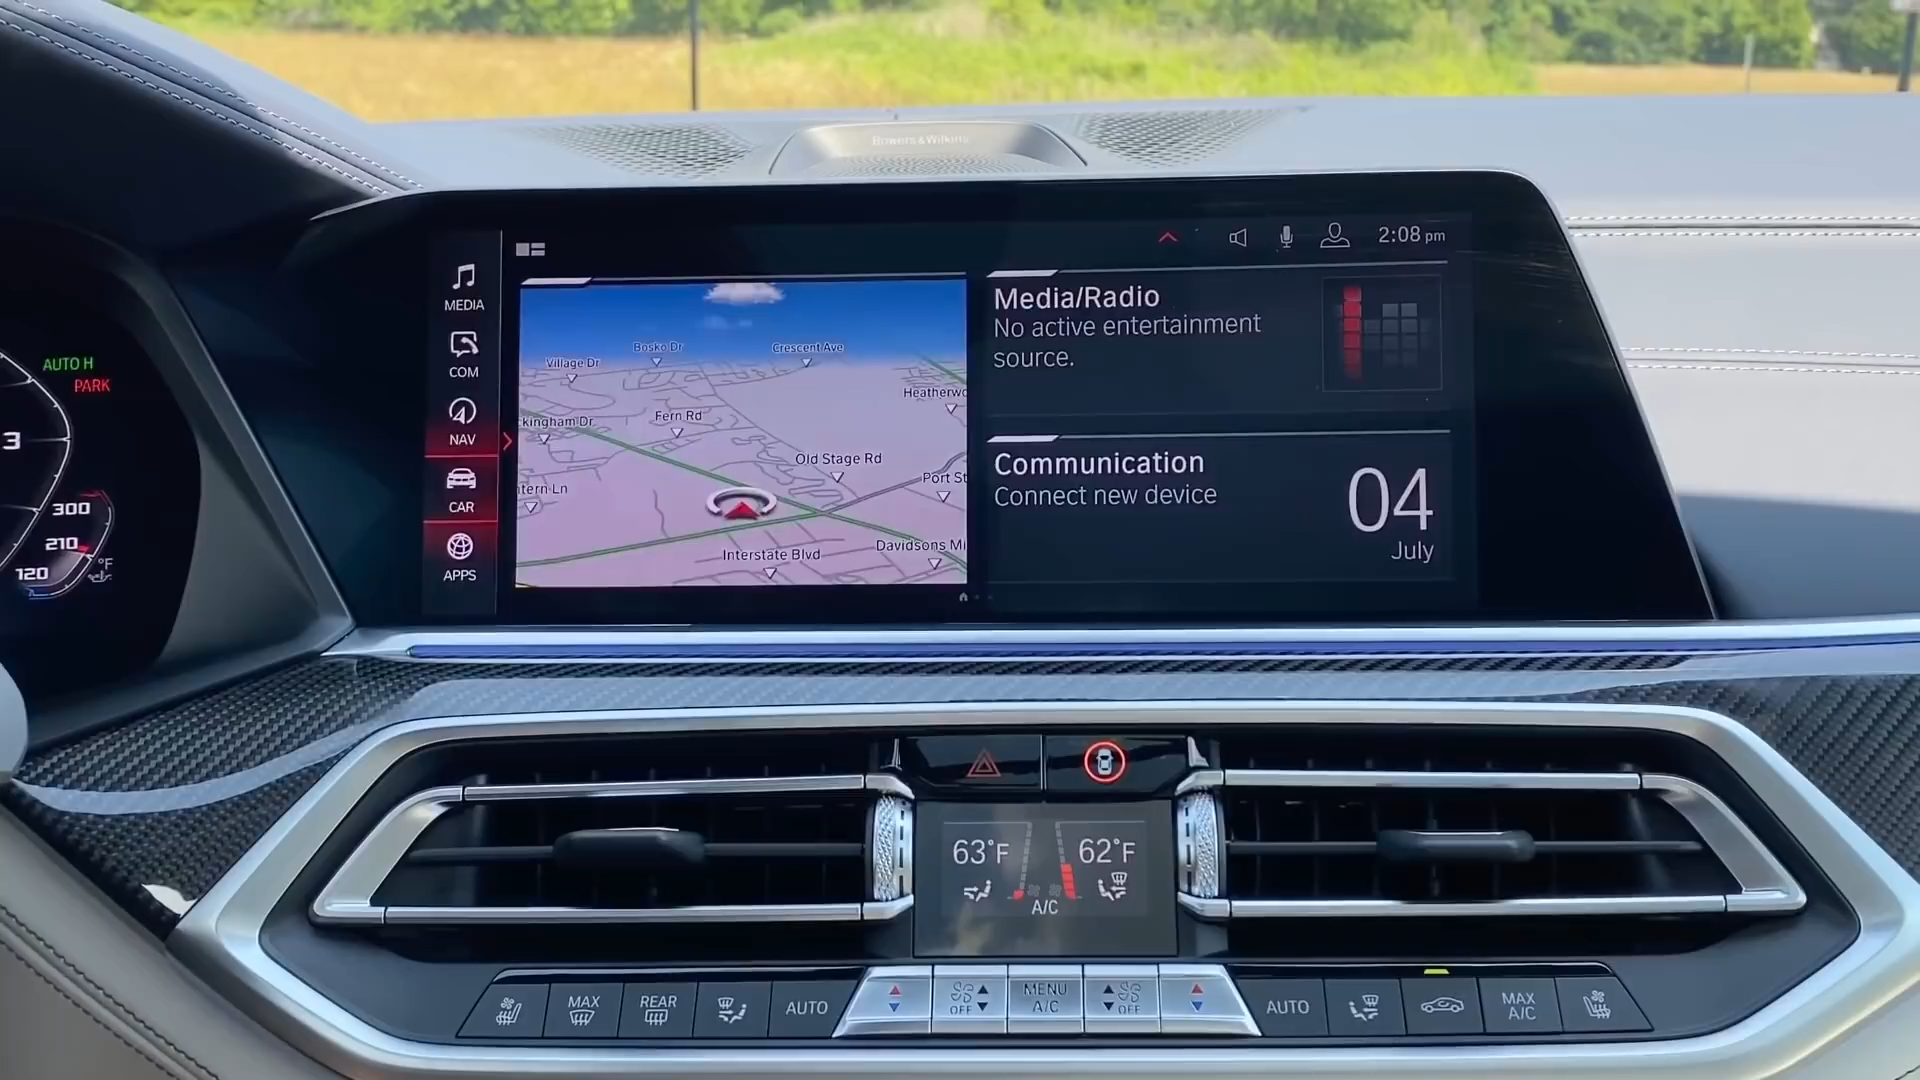 Bowers & Wilkins
2:08 pm
MEDIA
COM
NAV
CAR
APPS
Village Dr
Bosko Dr
Crescent Ave
Heatherwo
kingham Dr
Fern Rd
Old Stage Rd
Port St
tern Ln
Interstate Blvd
Davidsons Mi
Media/Radio
No active entertainment
source.
Communication
Connect new device
04
July
AUTO H
PARK
3
300
210
°F
120
63°F
62°F
A/C
MAX
REAR
AUTO
OFF
MENU
A/C
OFF
AUTO
MAX
A/C